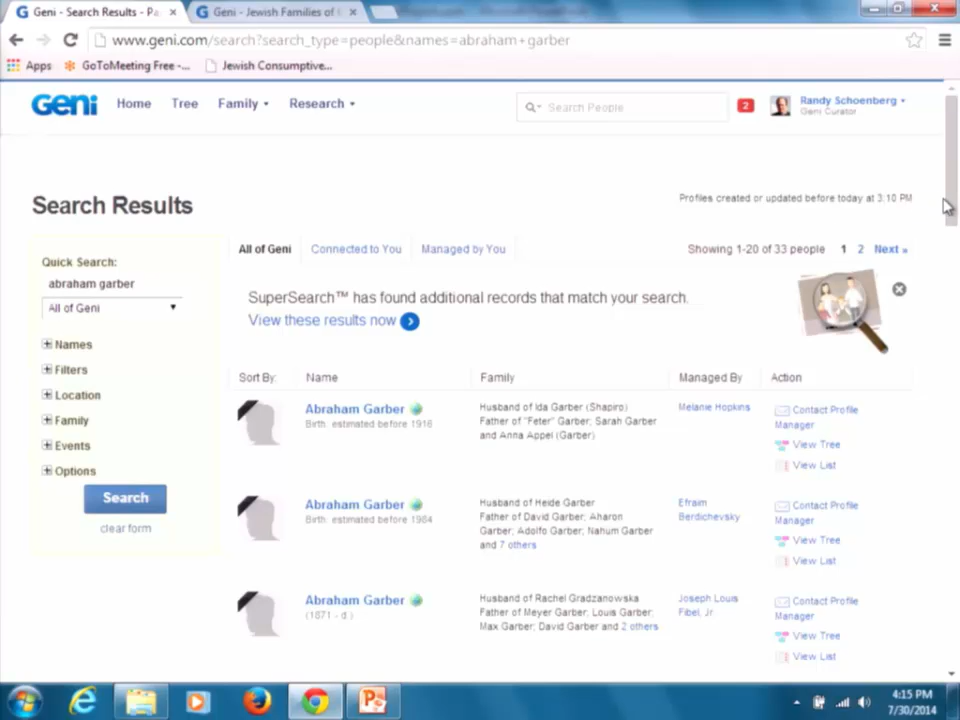 Geni - Search Results - Pa
Geni - Jewish Families of
www.geni.com/search?search_type=people&names=abraham+garber
Apps
GoToMeeting Free -...
Jewish Consumptive...
Geni
Home
Tree
Family
Research
Search People
2
Randy Schoenberg
Geni Curator
Search Results
Profiles created or updated before today at 3:10 PM
All of Geni
Connected to You
Managed by You
Showing 1-20 of 33 people
1
2
Next »
Quick Search:
abraham garber
All of Geni
Names
Filters
Location
Family
Events
Options
Search
clear form
SuperSearch™ has found additional records that match your search.
View these results now
Sort By:
Name
Family
Managed By
Action
Abraham Garber
Birth: estimated before 1916
Husband of Ida Garber (Shapiro)
Father of "Feter" Garber; Sarah Garber
and Anna Appel (Garber)
Melanie Hopkins
Contact Profile
Manager
View Tree
View List
Abraham Garber
Birth: estimated before 1984
Husband of Heide Garber
Father of David Garber; Aharon
Garber; Adolfo Garber; Nahum Garber
and 7 others
Efraim
Berdichevsky
Contact Profile
Manager
View Tree
View List
Abraham Garber
(1871 - d.)
Husband of Rachel Gradzanowska
Father of Meyer Garber; Louis Garber;
Max Garber; David Garber and 2 others
Joseph Louis
Fibel, Jr
Contact Profile
Manager
View Tree
View List
4:15 PM
7/30/2014